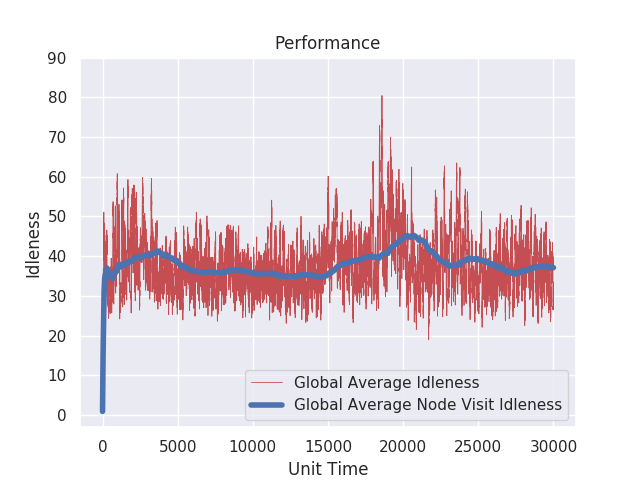 Performance
90
80
70
60
50
40
30
20
10
0
Idleness
Global Average Idleness
Global Average Node Visit Idleness
0 5000 10000 15000 20000 25000 30000
Unit Time